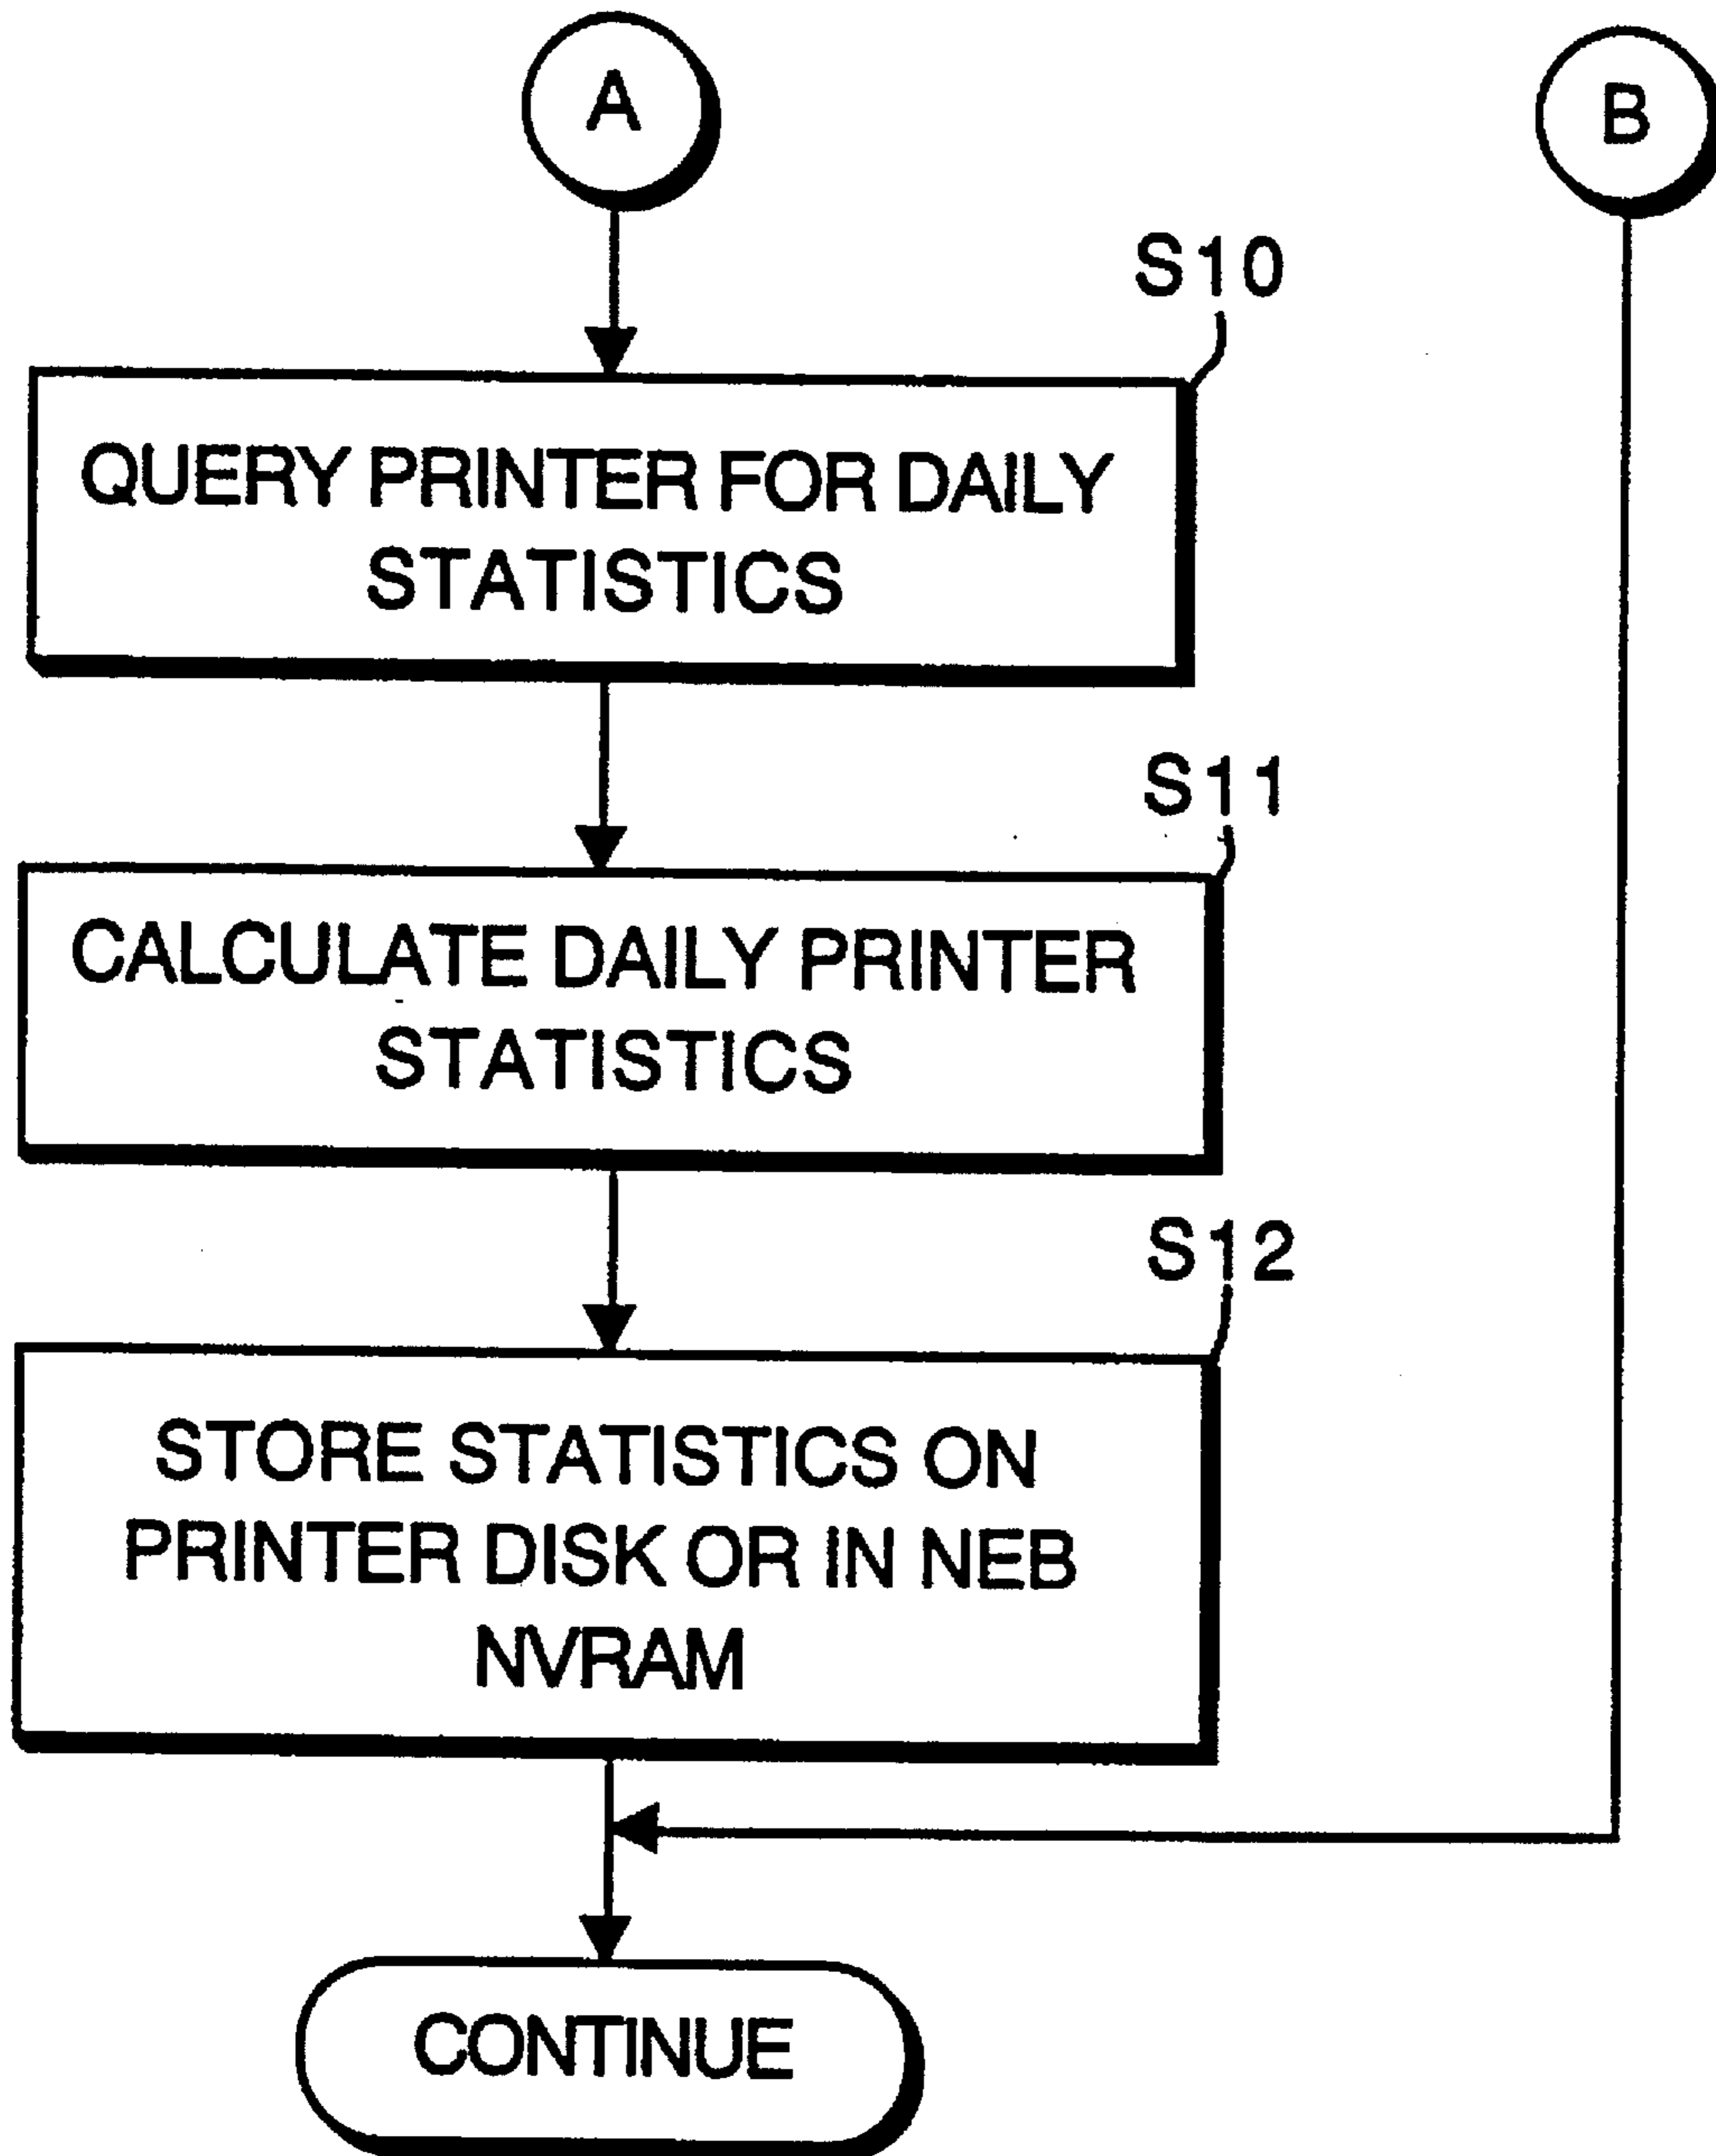 A
B
S10
QUERY PRINTER FOR DAILY
STATISTICS
S11
CALCULATE DAILY PRINTER
STATISTICS
S12
STORE STATISTICS ON
PRINTER DISK OR IN NEB
NVRAM
CONTINUE